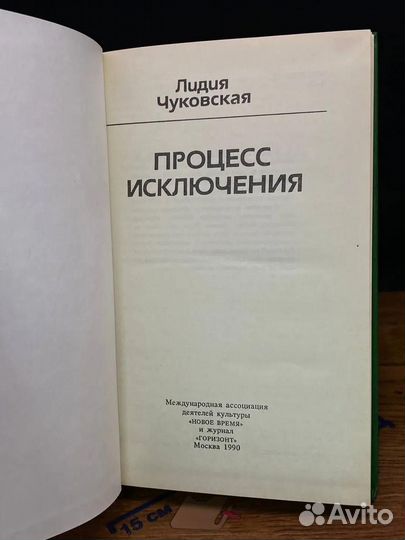 Лидия
Чуковская
ПРОЦЕСС
ИСКЛЮЧЕНИЯ
Международная ассоциация
деятелей культуры
«НОВОЕ ВРЕМЯ»
и журнал
«ГОРИЗОНТ»
Москва 1990
15 см
Avito